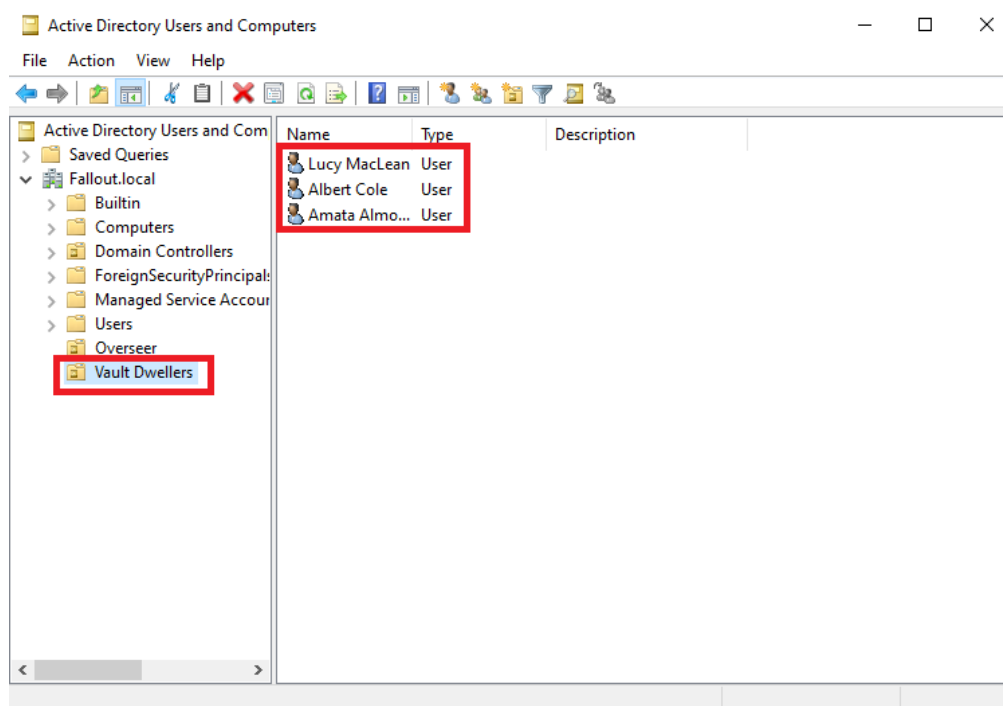 Active Directory Users and Computers
File Action View Help
Active Directory Users and Com
Saved Queries
Fallout.local
Builtin
Computers
Domain Controllers
ForeignSecurityPrincipals
Managed Service Accour
Users
Overseer
Vault Dwellers
Name Type Description
Lucy MacLean User
Albert Cole User
Amata Almo... User